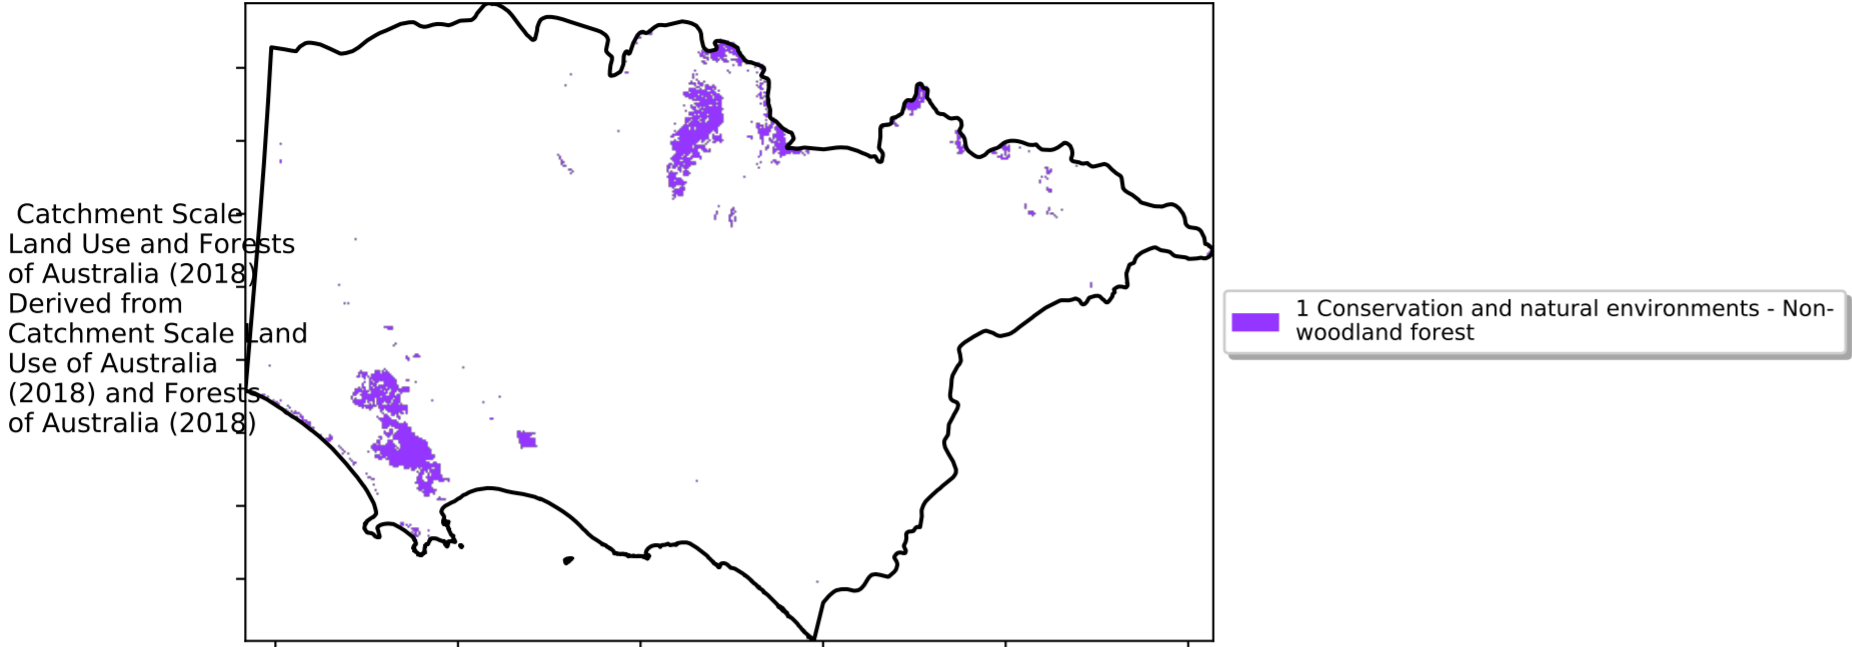 Catchment Scale
Land Use and Forests
of Australia (2018)
Derived from
Catchment Scale Land
Use of Australia
(2018) and Forests
of Australia (2018)
1 Conservation and natural environments - Non-
woodland forest